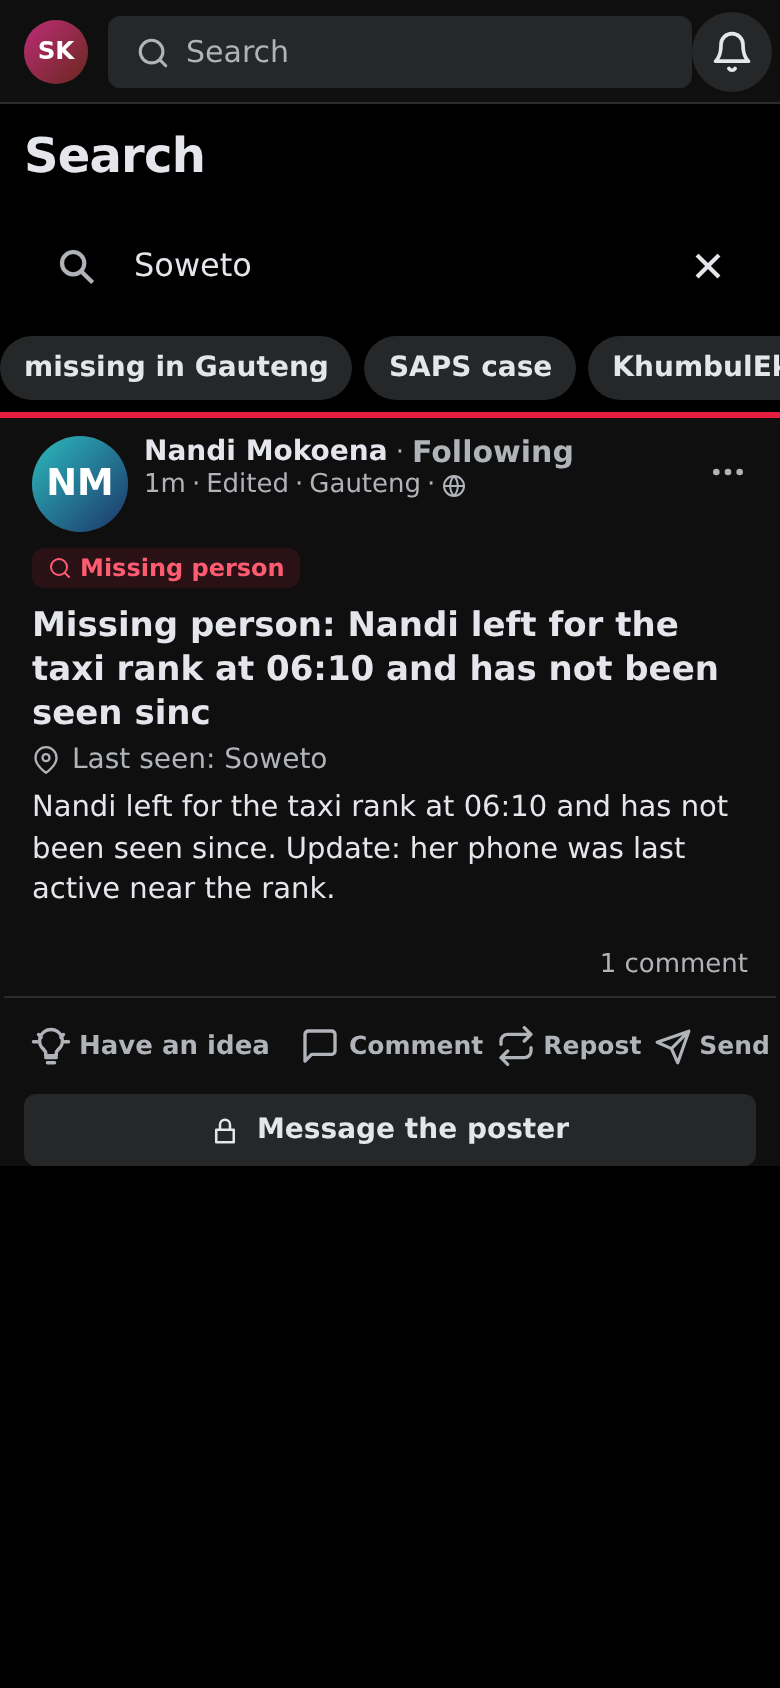 SK
Search
Search
Soweto
missing in Gauteng
SAPS case
NM
Nandi Mokoena · Following
1m · Edited · Gauteng ·
Missing person
Missing person: Nandi left for the
taxi rank at 06:10 and has not been
seen sinc
Last seen: Soweto
Nandi left for the taxi rank at 06:10 and has not
been seen since. Update: her phone was last
active near the rank.
1 comment
Have an idea
Comment
Repost
Send
Message the poster